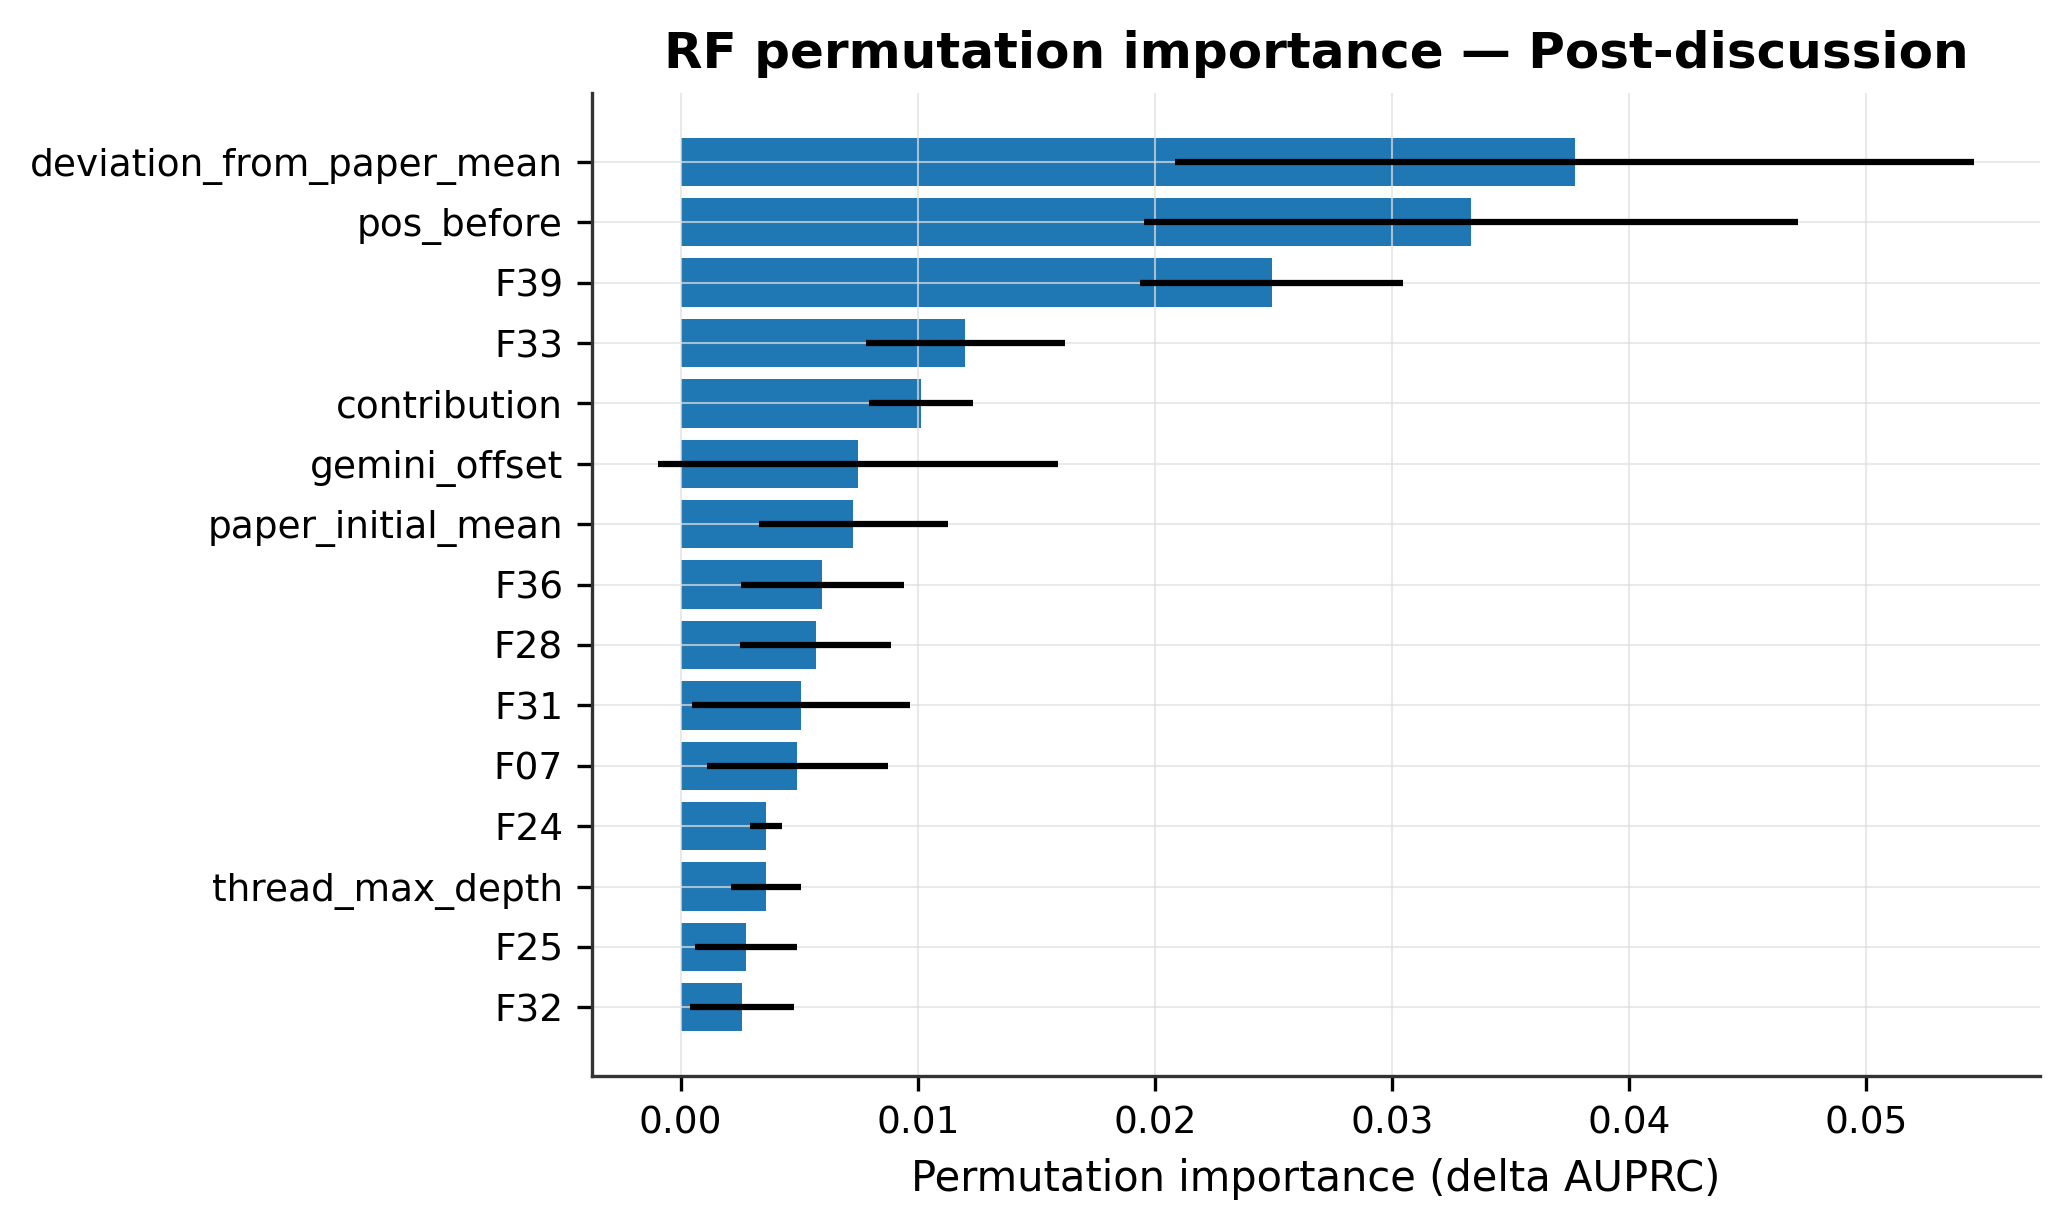 RF permutation importance — Post-discussion
deviation_from_paper_mean
pos_before
F39
F33
contribution
gemini_offset
paper_initial_mean
F36
F28
F31
F07
F24
thread_max_depth
F25
F32
0.00 0.01 0.02 0.03 0.04 0.05
Permutation importance (delta AUPRC)